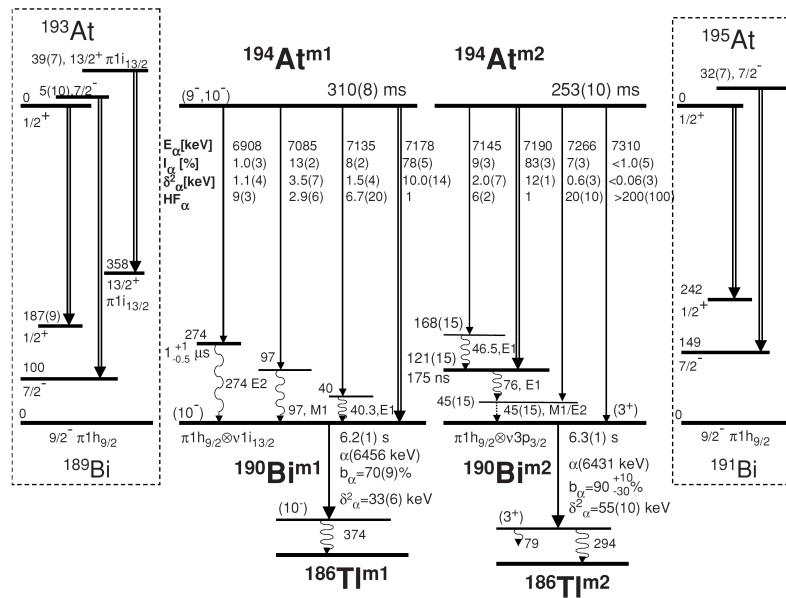 193At
39(7), 13/2+ π1i13/2
5(10),7/2-
0
1/2+
358
13/2+
π1i13/2
187(9)
1/2+
100
7/2-
0
9/2- π1h9/2
189Bi
194Atm1
(9-,10-)
310(8) ms
Eα[keV] 6908 7085 7135 7178
Iα [%] 1.0(3) 13(2) 8(2) 78(5)
δ2α[keV] 1.1(4) 3.5(7) 1.5(4) 10.0(14)
HFα 9(3) 2.9(6) 6.7(20) 1
274
1+1-0.5 μs
274 E2
97
97, M1
40
40.3,E1
(10-)
π1h9/2⊗ν1i13/2
6.2(1) s
190Bim1
α(6456 keV)
bα=70(9)%
δ2α=33(6) keV
(10-)
374
186Tlm1
194Atm2
253(10) ms
7145 7190 7266 7310
9(3) 83(3) 7(3) <1.0(5)
2.0(7) 12(1) 0.6(3) <0.06(3)
6(2) 1 20(10) >200(100)
168(15)
46.5,E1
121(15)
175 ns
76, E1
45(15)
45(15), M1/E2
(3+)
π1h9/2⊗ν3p3/2
6.3(1) s
190Bim2
α(6431 keV)
bα=90 +10-30%
δ2α=55(10) keV
(3+)
79
294
186Tlm2
195At
32(7), 7/2-
0
1/2+
242
1/2+
149
7/2-
0
9/2- π1h9/2
191Bi